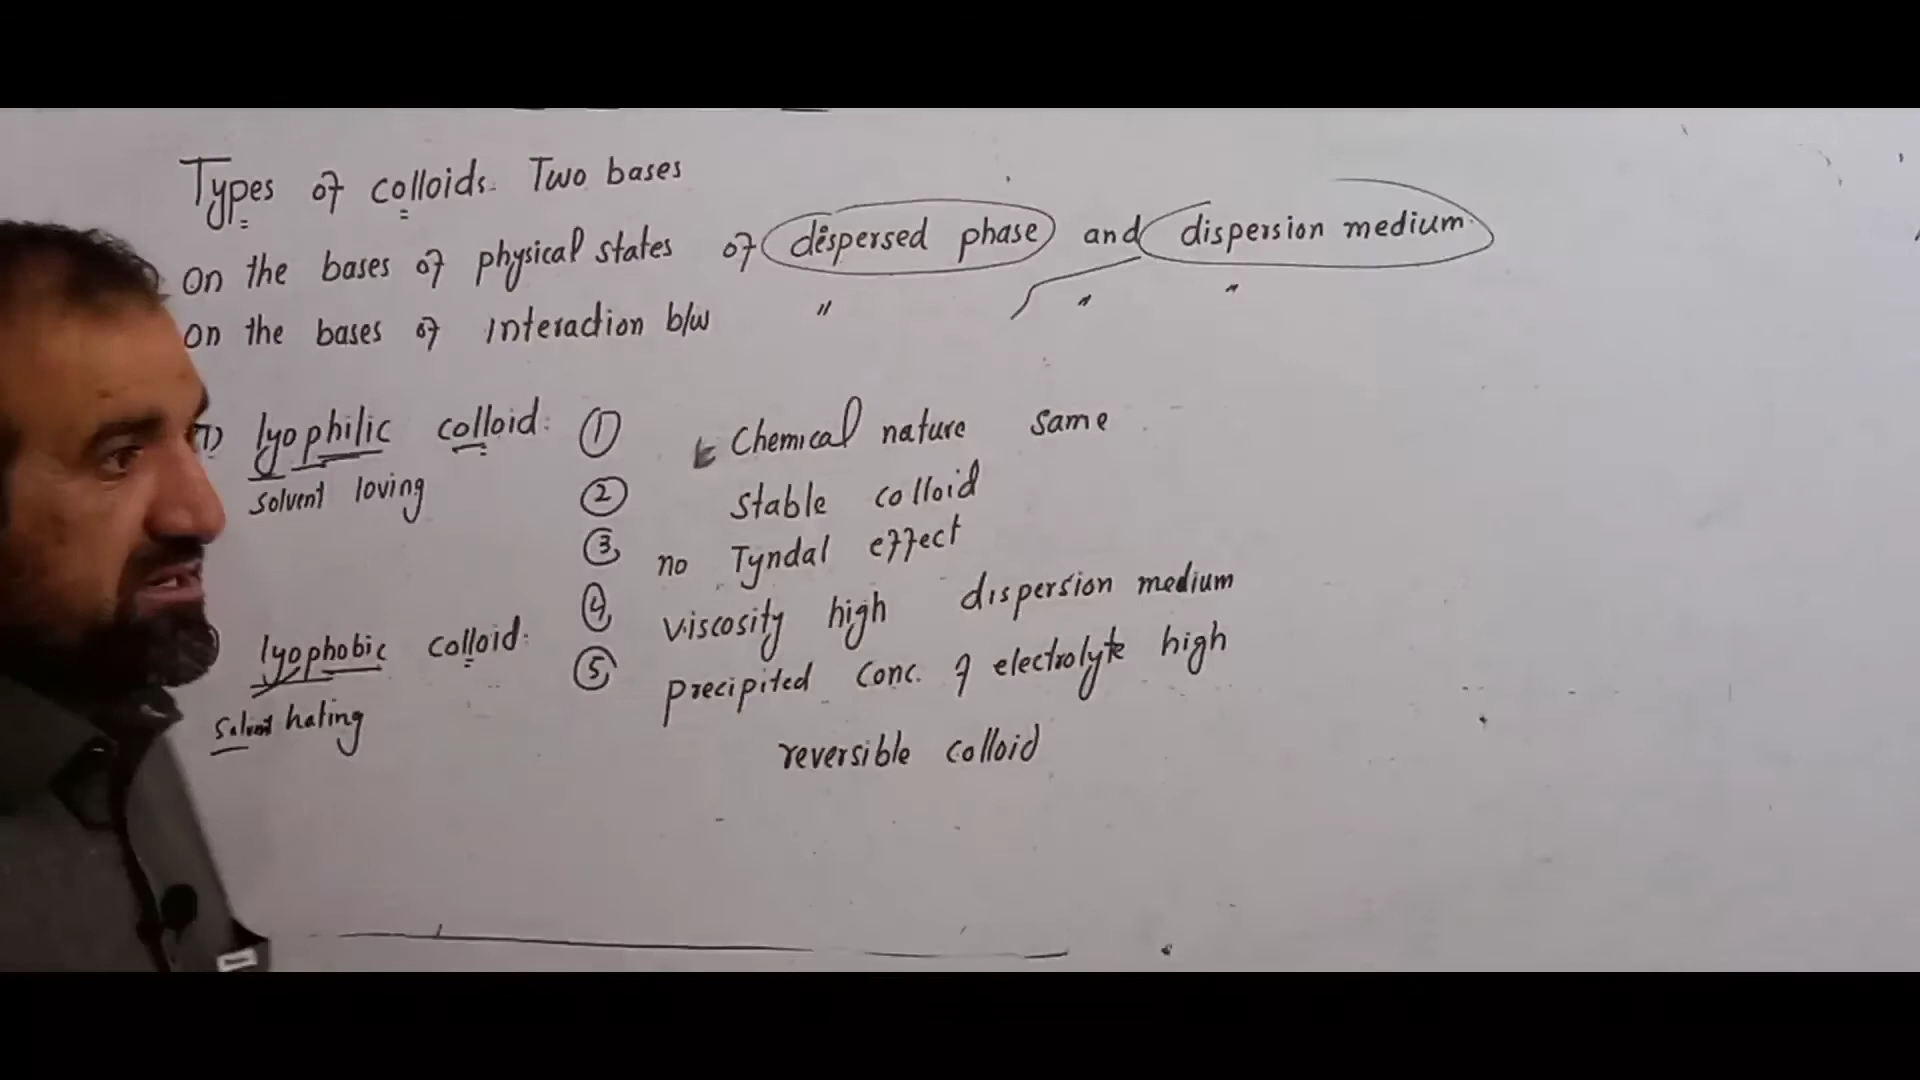 Types of colloids. Two bases
On the bases of physical states of dispersed phase and dispersion medium.
On the bases of interaction b/w " " "
1) lyophilic colloid: ① Chemical nature same
solvent loving ② Stable colloid
③ no Tyndal effect
④ viscosity high dispersion medium
lyophobic colloid: ⑤ precipited conc. of electrolyte high
Solvent hating
reversible colloid